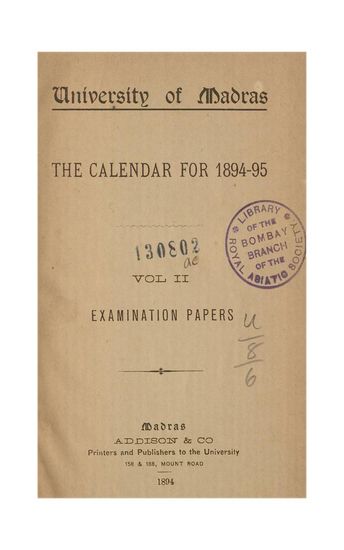 University of Madras
THE CALENDAR FOR 1894-95
130802
ac
LIBRARY OF THE
BOMBAY
BRANCH
OF THE
ROYAL ASIATIC SOCIETY
VOL II
EXAMINATION PAPERS
u
8
6
Madras
ADDISON & CO
Printers and Publishers to the University
158 & 188, MOUNT ROAD
1894